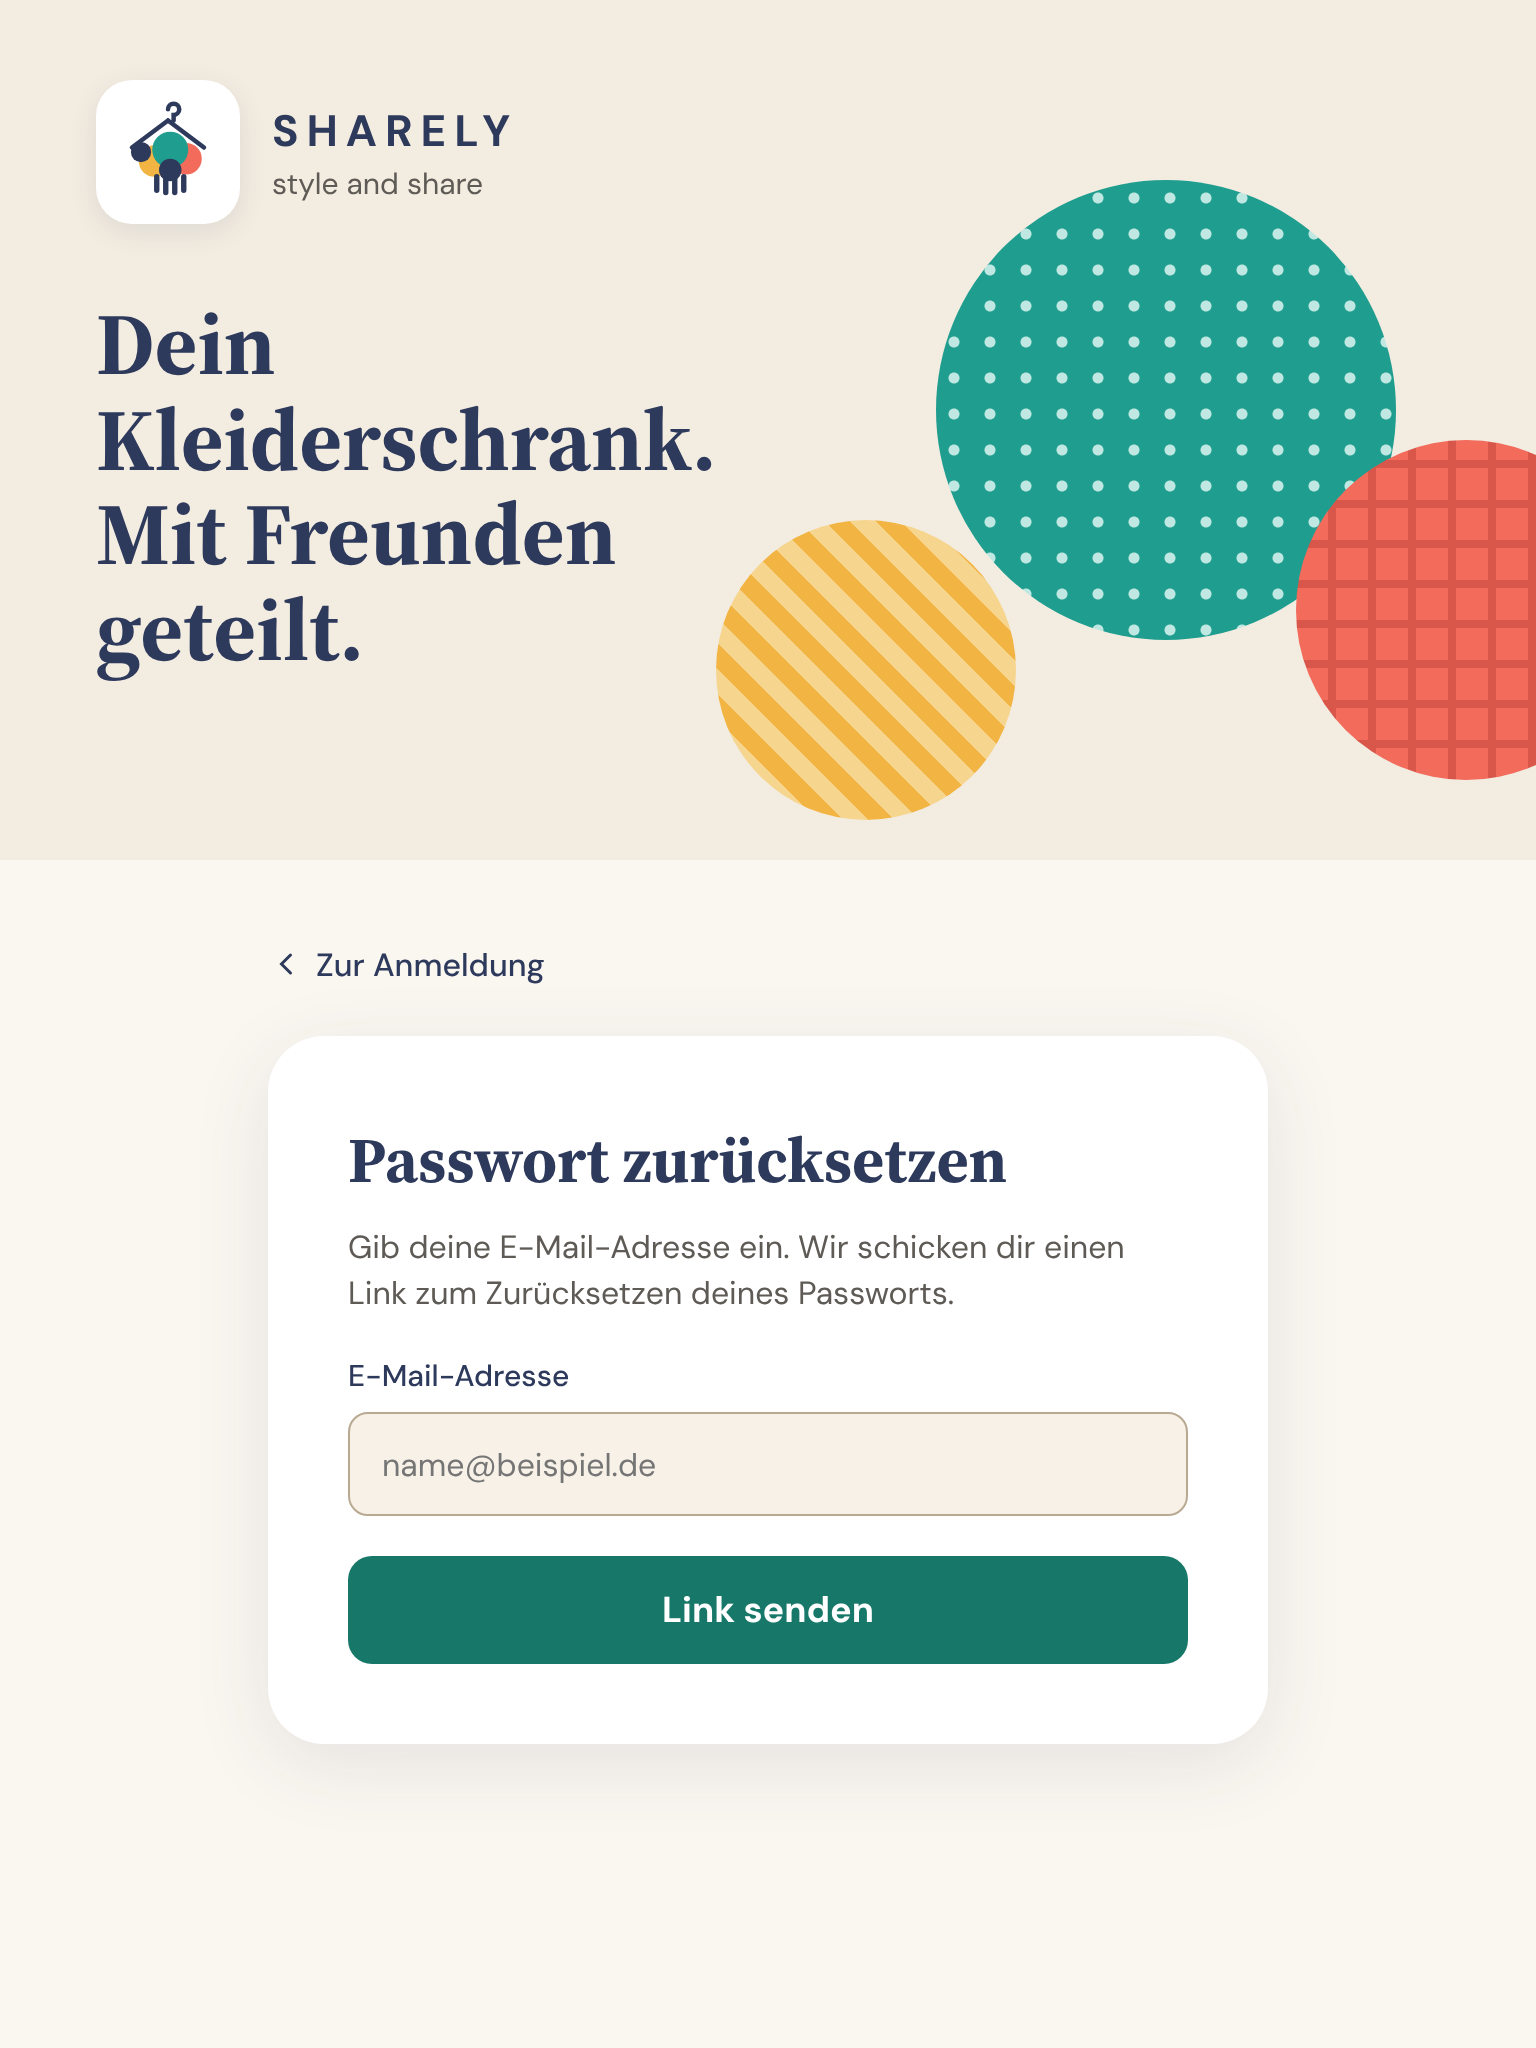 SHARELY
style and share
Dein
Kleiderschrank.
Mit Freunden
geteilt.
Zur Anmeldung
Passwort zurücksetzen
Gib deine E-Mail-Adresse ein. Wir schicken dir einen
Link zum Zurücksetzen deines Passworts.
E-Mail-Adresse
name@beispiel.de
Link senden